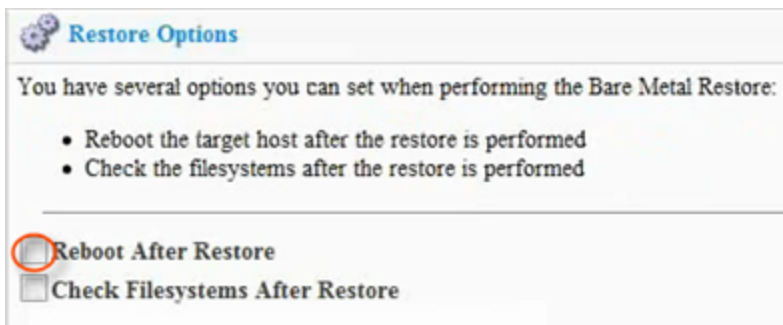 Restore Options
You have several options you can set when performing the Bare Metal Restore:
• Reboot the target host after the restore is performed
• Check the filesystems after the restore is performed
Reboot After Restore
Check Filesystems After Restore